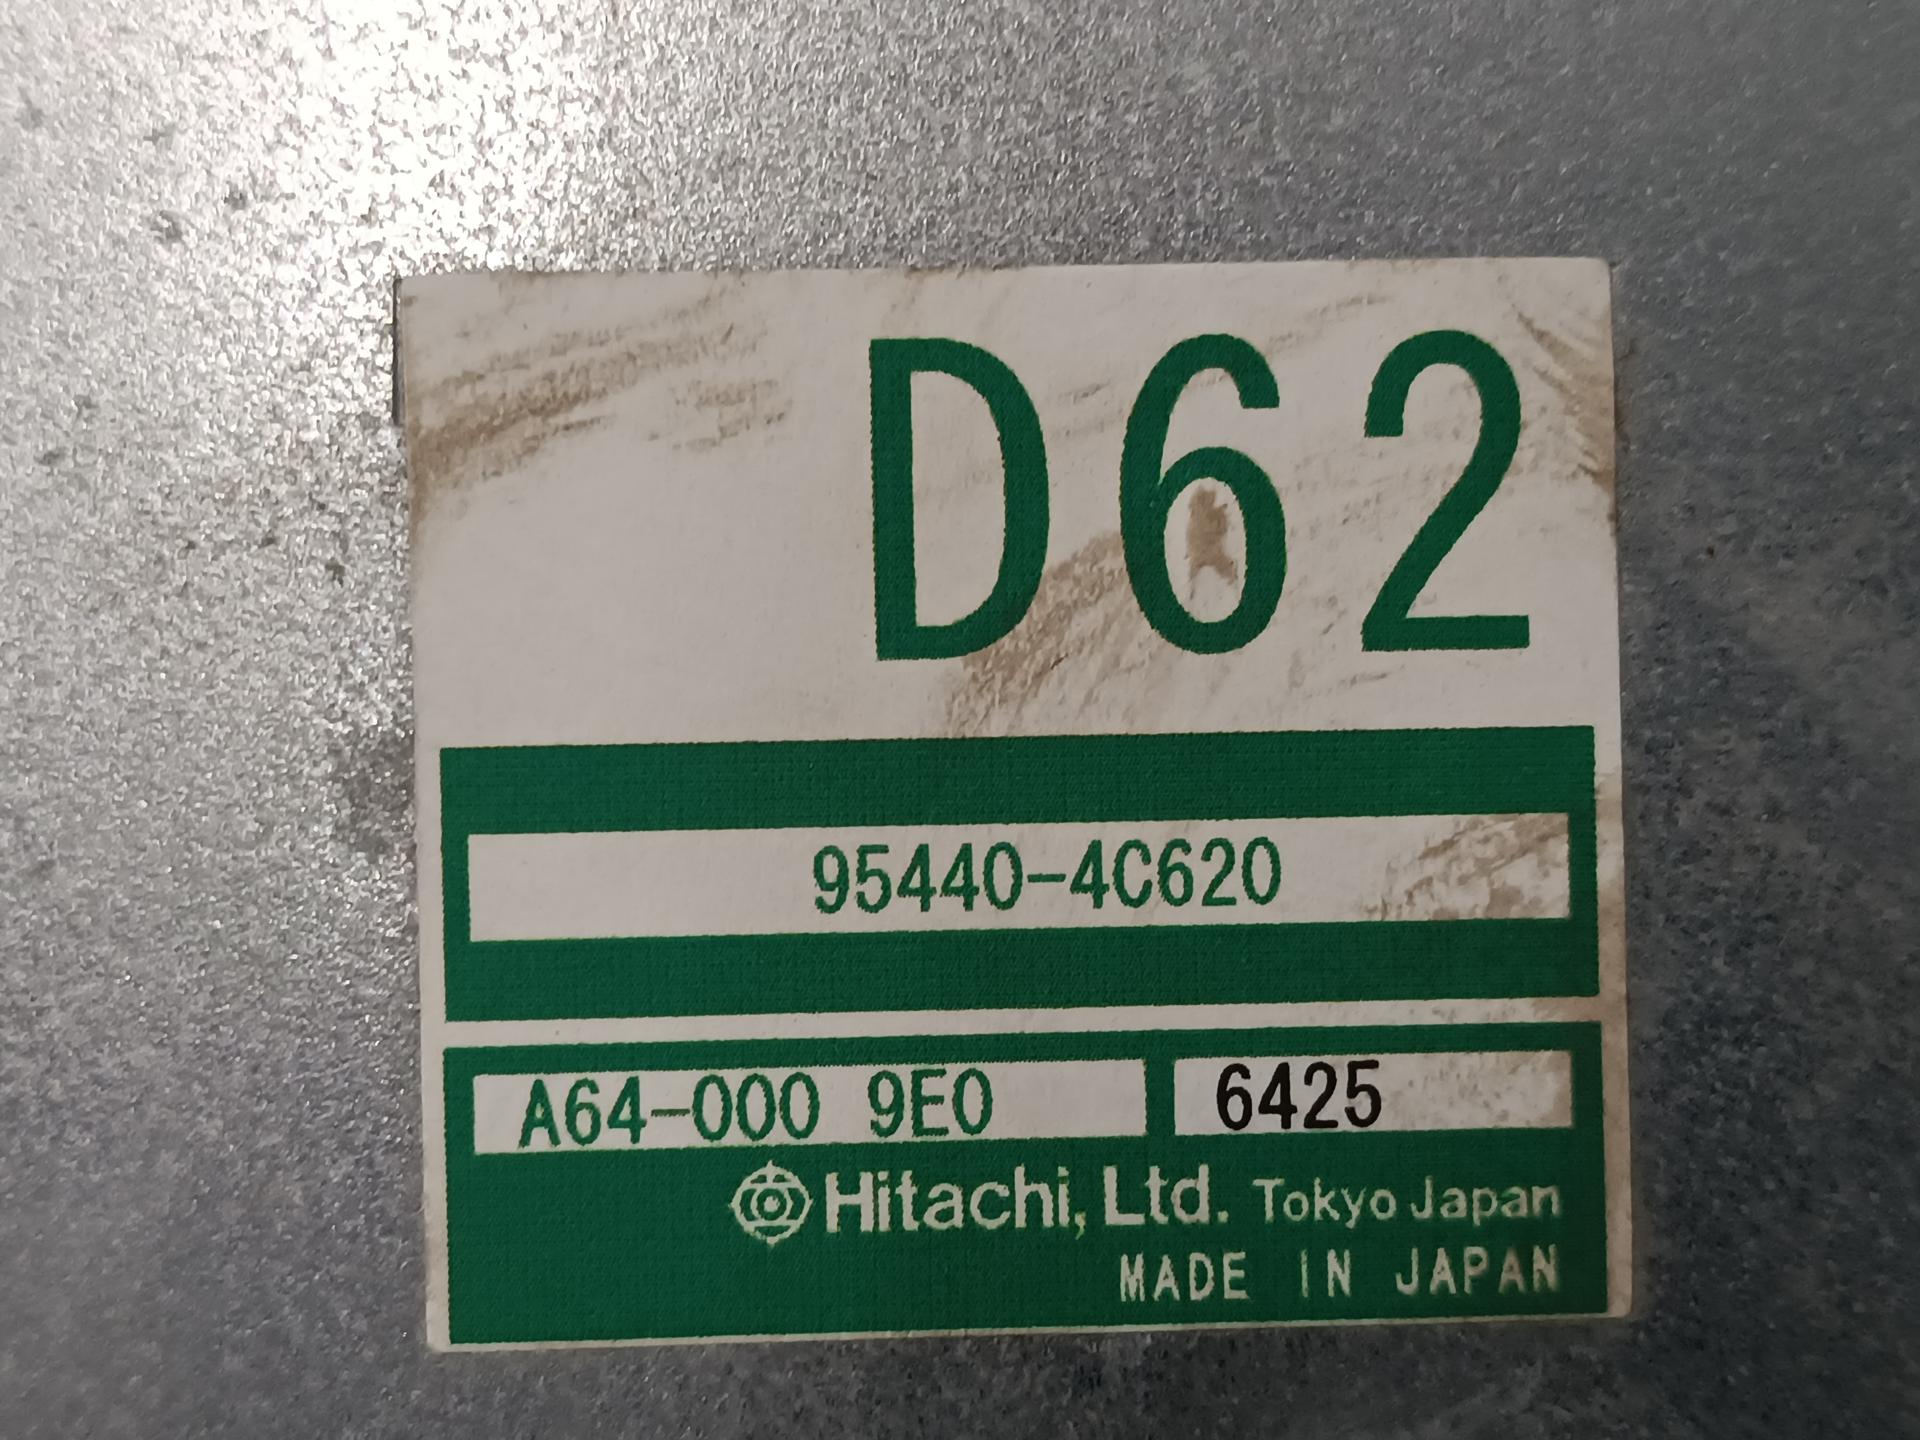 D62
95440-4C620
A64-000 9E0 6425
Hitachi, Ltd. Tokyo Japan
MADE IN JAPAN